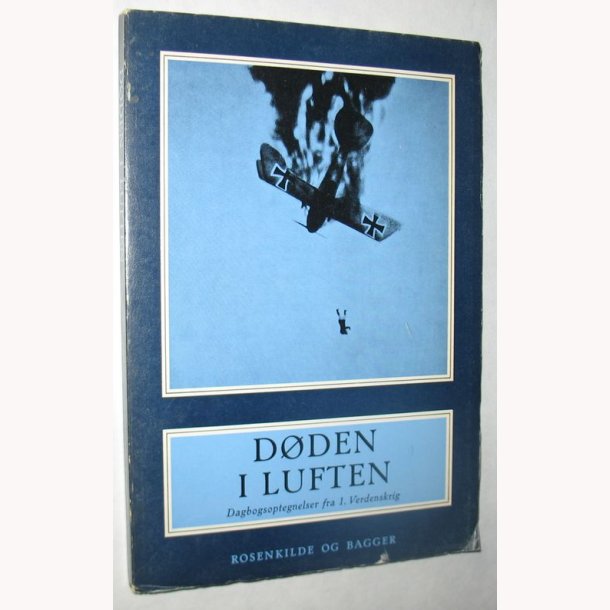 DØDEN
I LUFTEN
Dagbogsoptegnelser fra 1. Verdenskrig
ROSENKILDE OG BAGGER